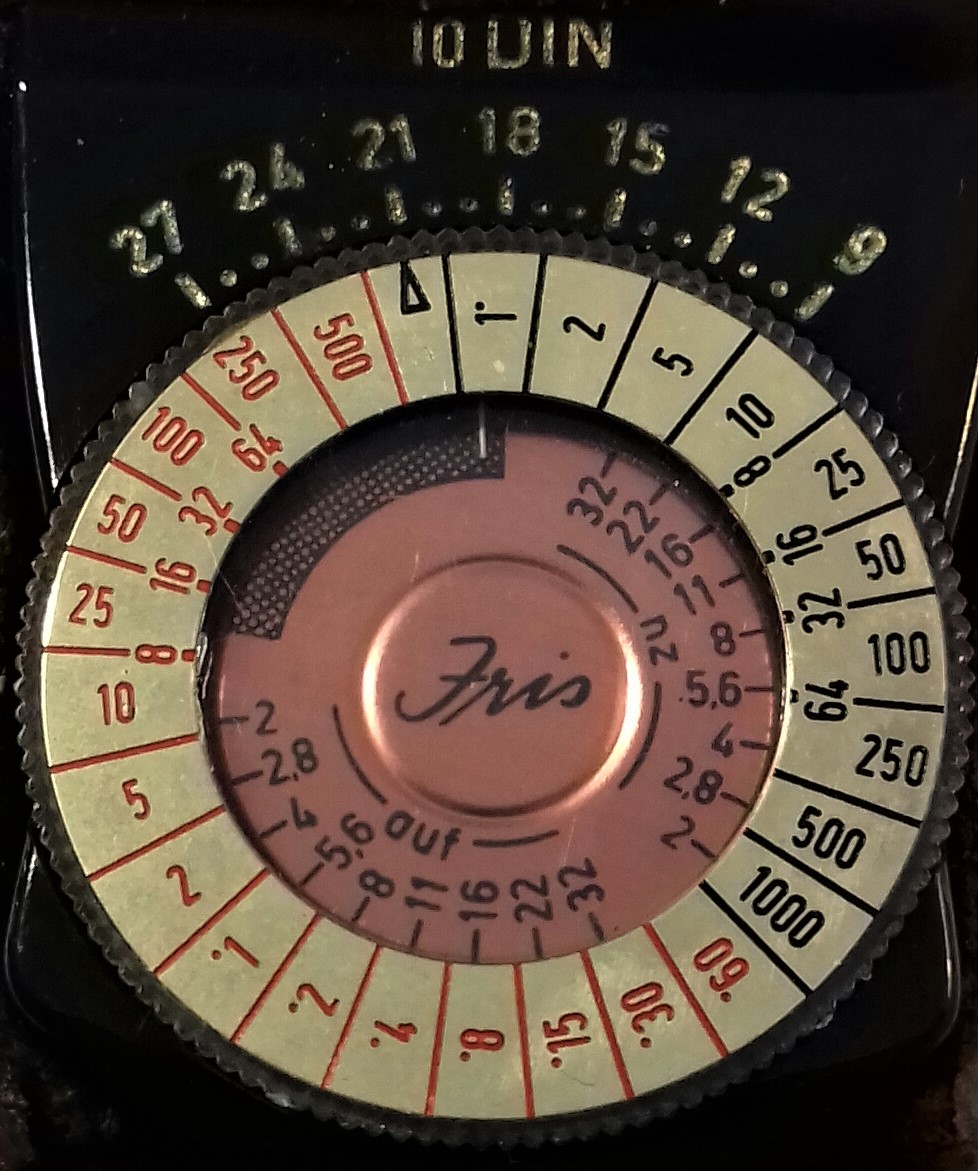 10 DIN
27 24 21 18 15 12 9
1° 2 5 10 25 50 100 250 500 1000
8 16 32 64
.60 .30 .15 8. 4. 2. 1. 2 5 10 25 50 100 250 500
8 16 32 64
32 22 16 11 8 5,6 4 2,8 2
zu
Iris
auf
2 2,8 4 5,6 8 11 16 22 32